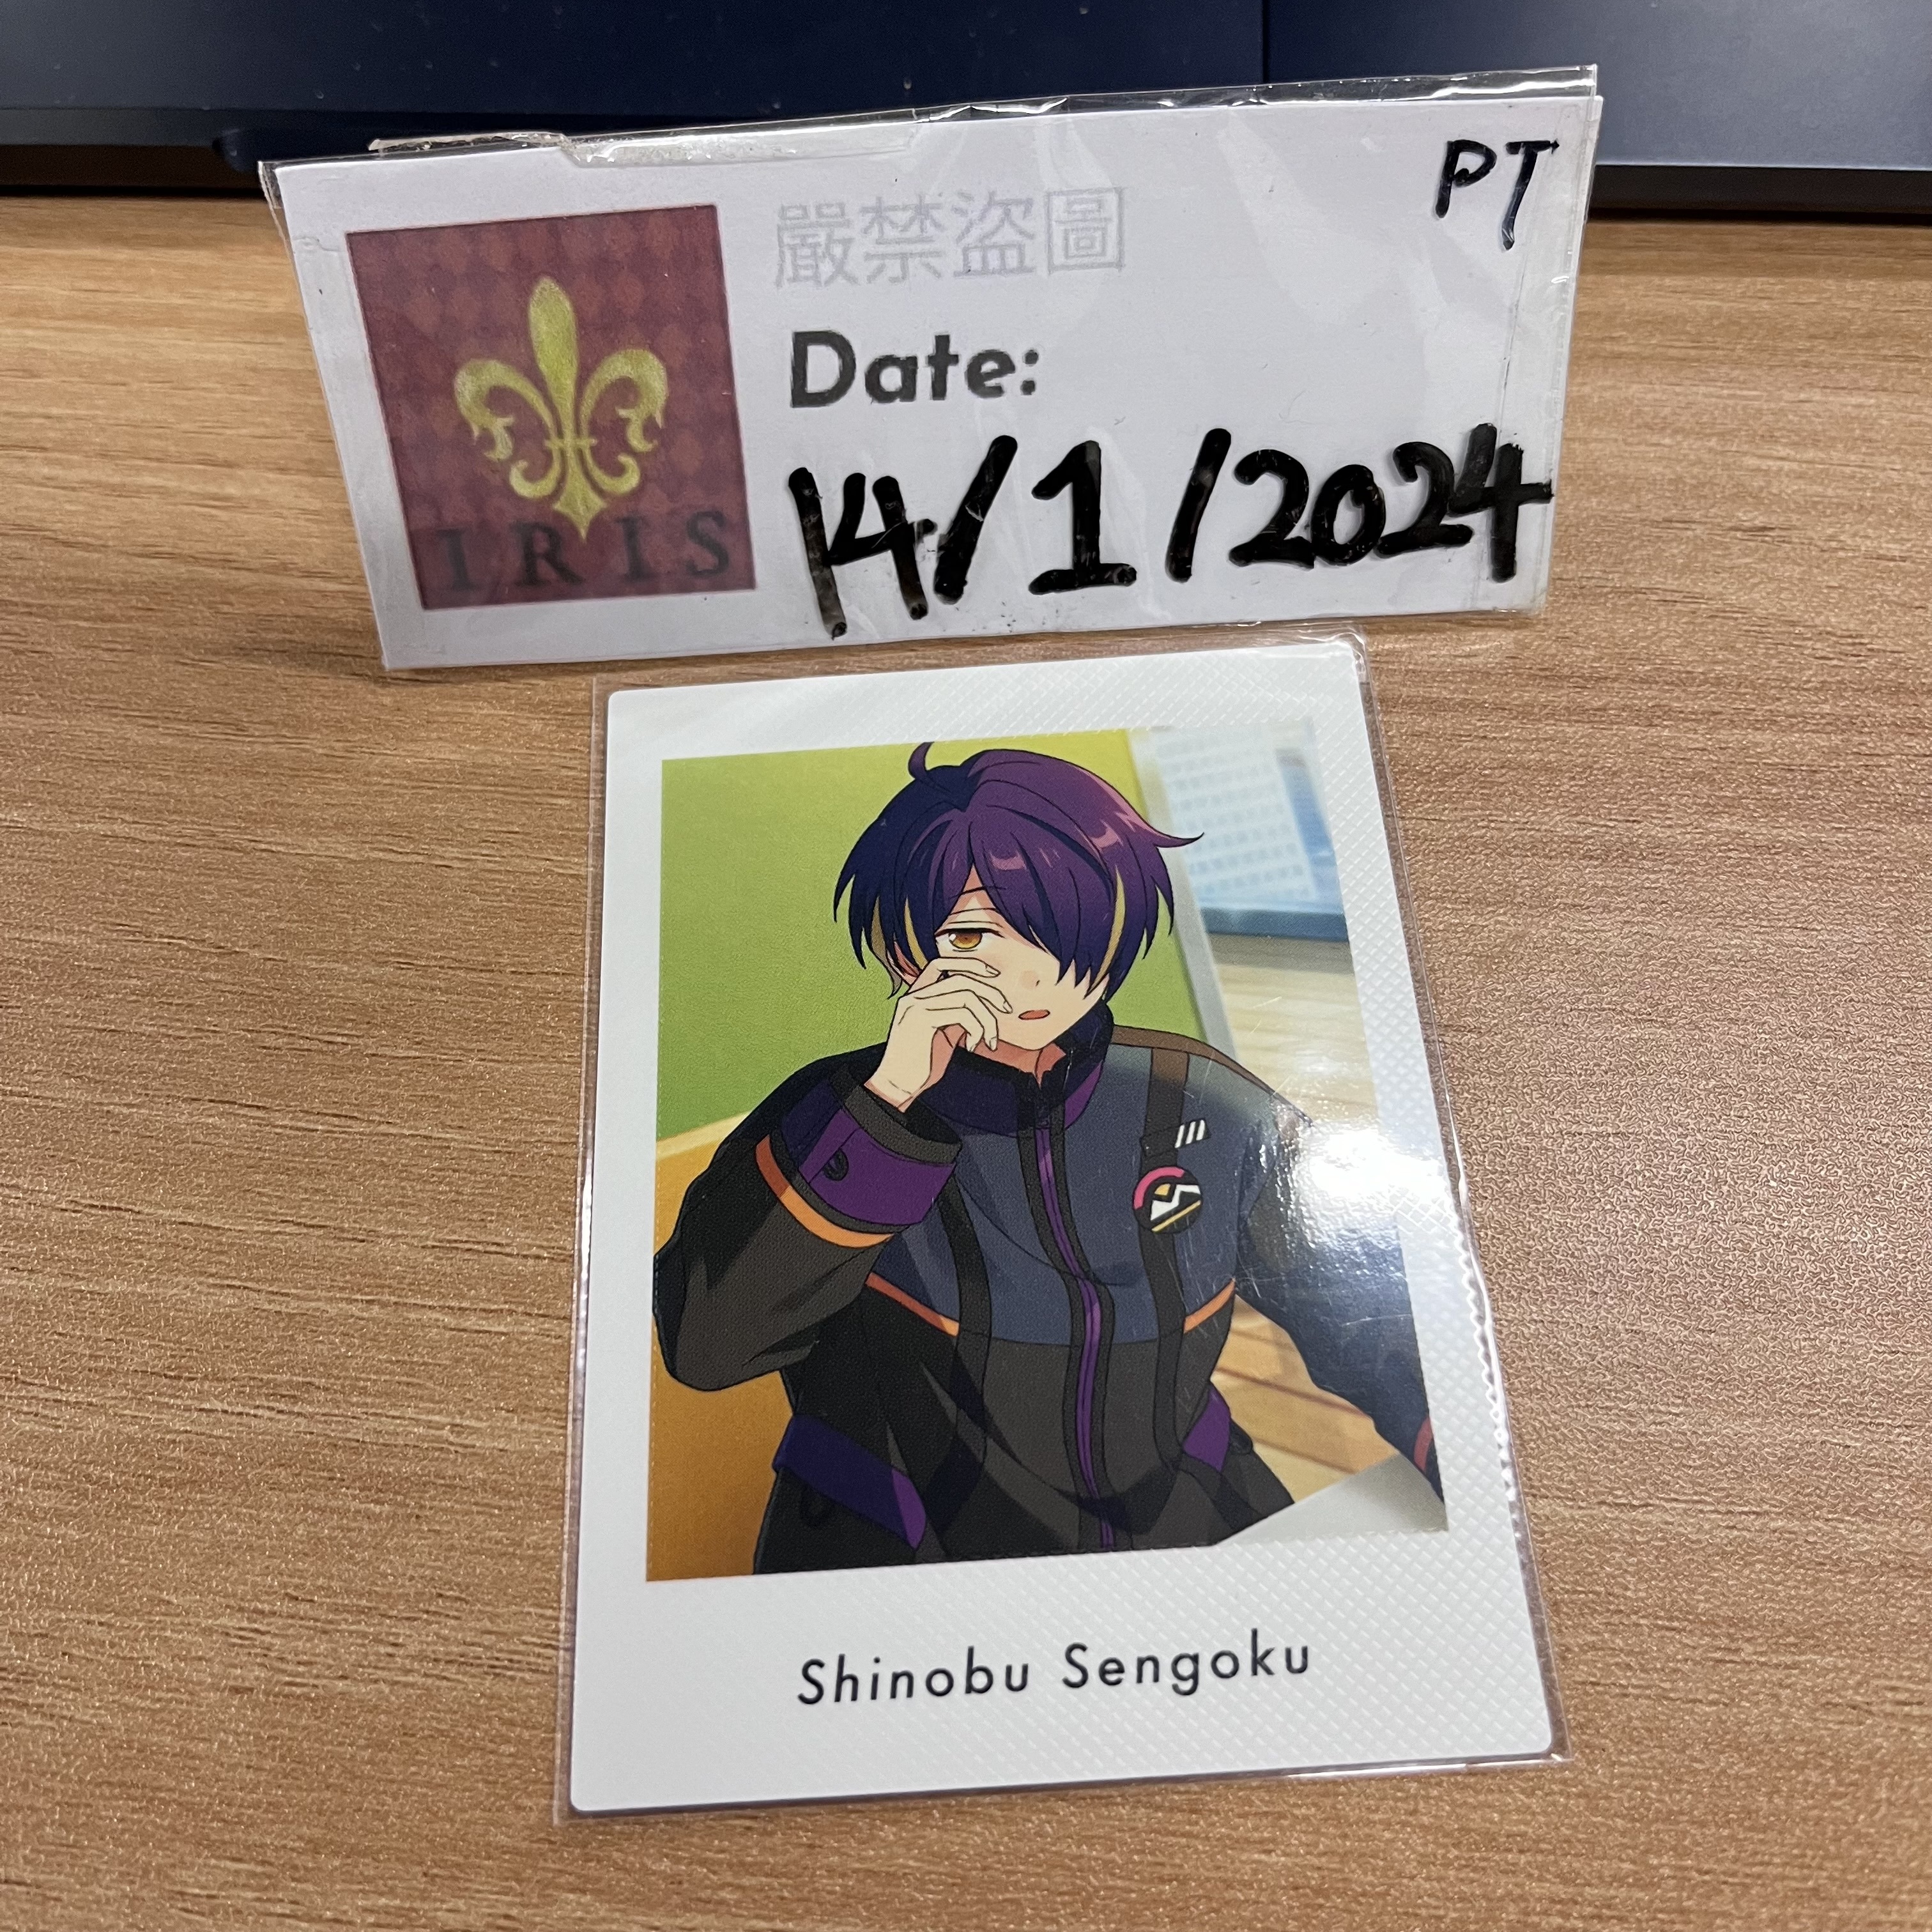 PT
嚴禁盜圖
Date:
14/1/2024
IRIS
Shinobu Sengoku